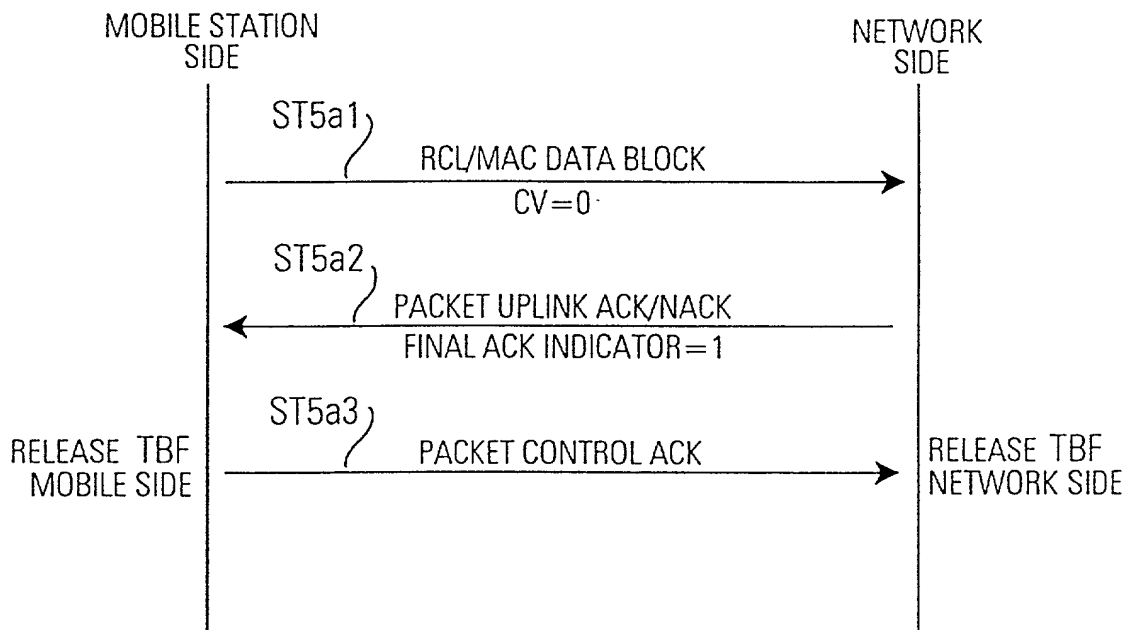 MOBILE STATION
SIDE
NETWORK
SIDE
ST5a1
RCL/MAC DATA BLOCK
CV=0
ST5a2
PACKET UPLINK ACK/NACK
FINAL ACK INDICATOR=1
ST5a3
PACKET CONTROL ACK
RELEASE TBF
MOBILE SIDE
RELEASE TBF
NETWORK SIDE